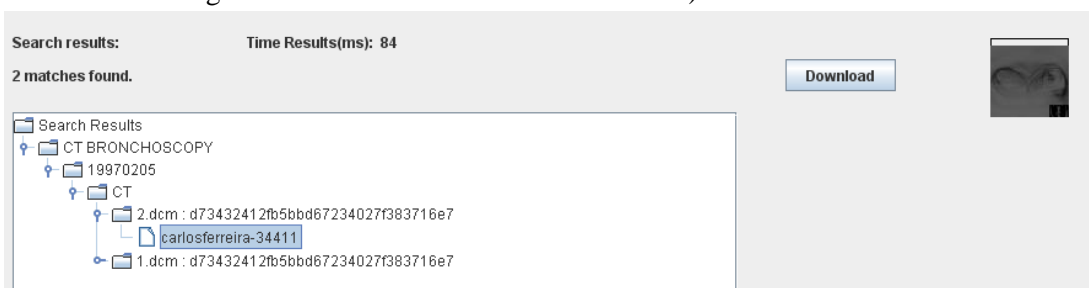 Search results: Time Results(ms): 84
2 matches found. Download
Search Results
CT BRONCHOSCOPY
19970205
CT
2.dcm : d73432412fb5bbd67234027f383716e7
carlosferreira-34411
1.dcm : d73432412fb5bbd67234027f383716e7